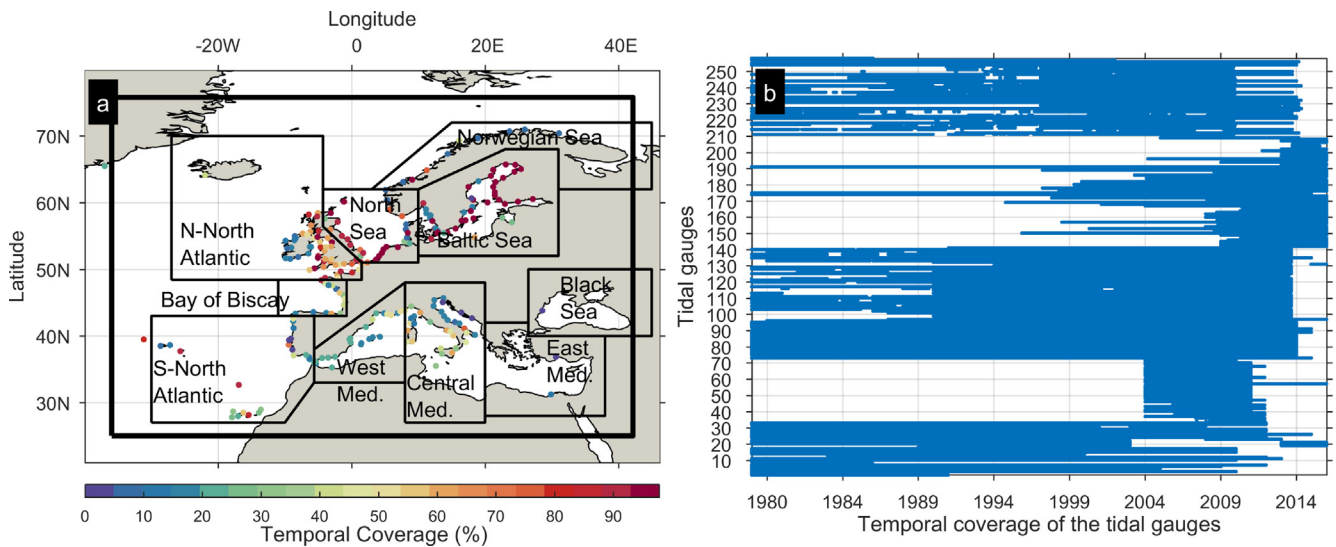 Longitude
-20W 0 20E 40E
a
Latitude
70N
60N
50N
40N
30N
Norwegian Sea
North
Sea
Baltic Sea
N-North
Atlantic
Bay of Biscay
Black
Sea
S-North
Atlantic
West
Med.
Central
Med.
East
Med.
0 10 20 30 40 50 60 70 80 90
Temporal Coverage (%)
b
Tidal gauges
250
240
230
220
210
200
190
180
170
160
150
140
130
120
110
100
90
80
70
60
50
40
30
20
10
1980 1984 1989 1994 1999 2004 2009 2014
Temporal coverage of the tidal gauges